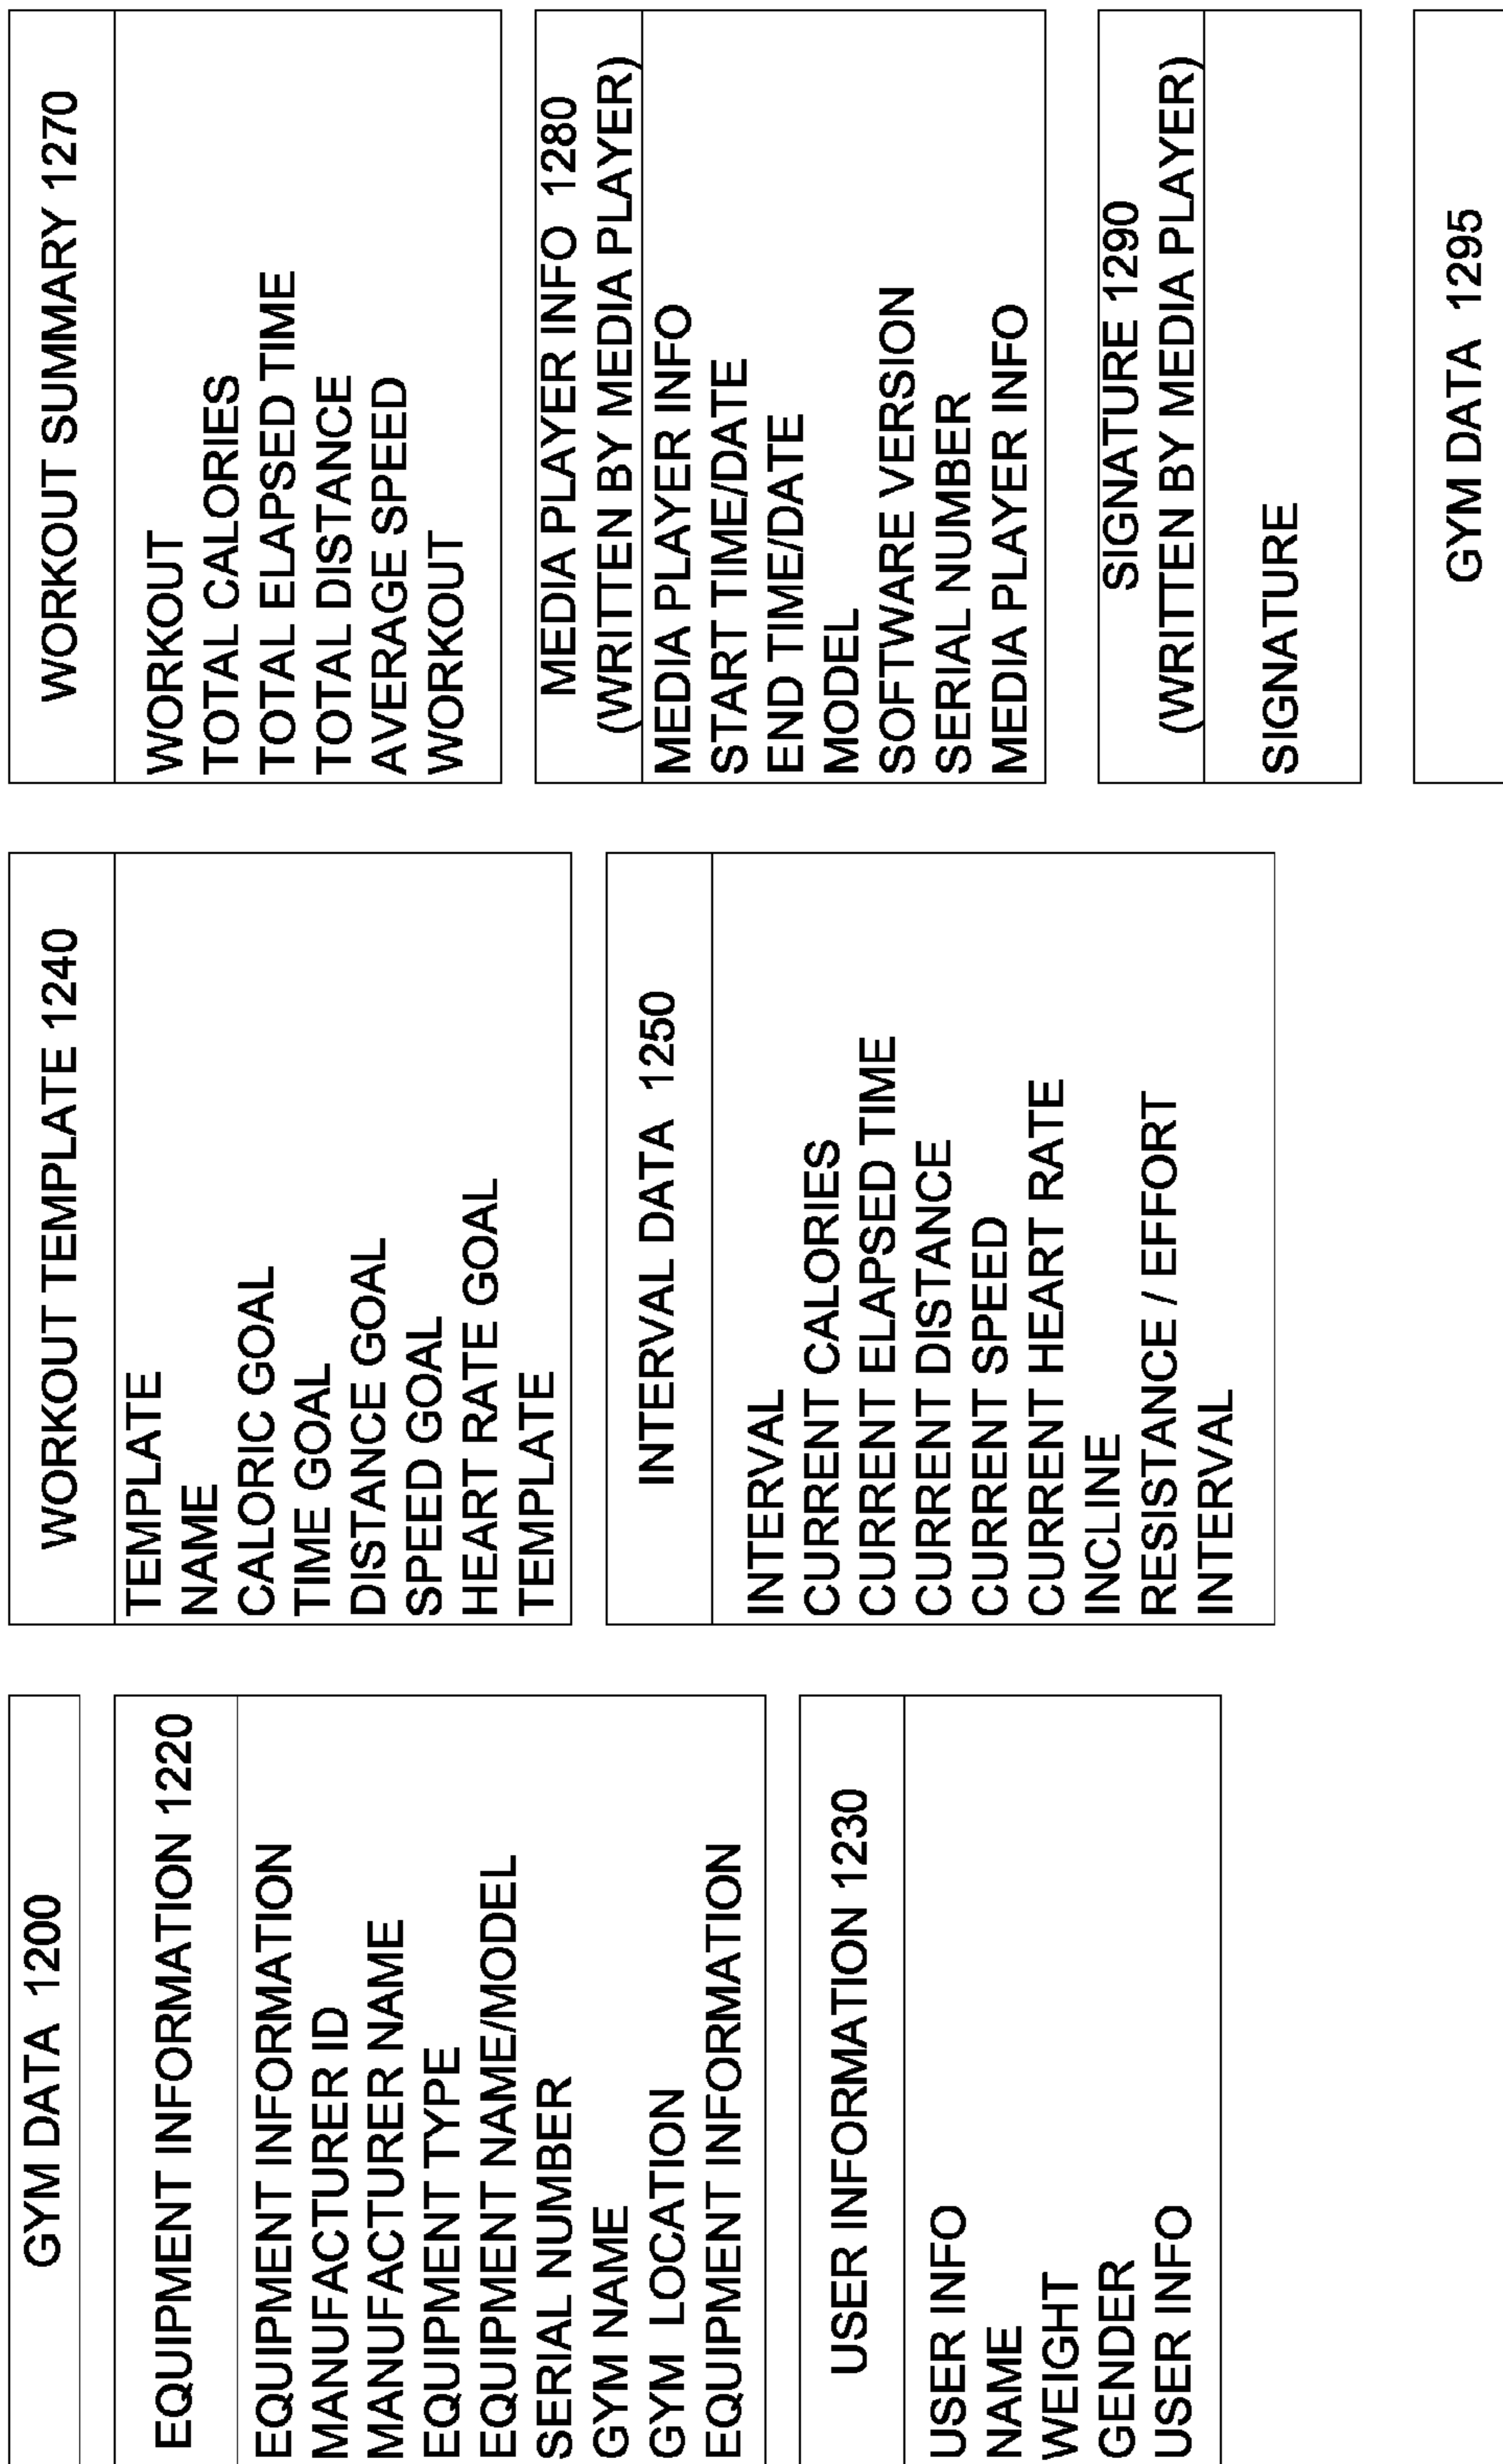 GYM DATA 1200
EQUIPMENT INFORMATION 1220
EQUIPMENT INFORMATION
MANUFACTURER ID
MANUFACTURER NAME
EQUIPMENT TYPE
EQUIPMENT NAME/MODEL
SERIAL NUMBER
GYM NAME
GYM LOCATION
EQUIPMENT INFORMATION
USER INFORMATION 1230
USER INFO
NAME
WEIGHT
GENDER
USER INFO
WORKOUT TEMPLATE 1240
TEMPLATE
NAME
CALORIC GOAL
TIME GOAL
DISTANCE GOAL
SPEED GOAL
HEART RATE GOAL
TEMPLATE
INTERVAL DATA 1250
INTERVAL
CURRENT CALORIES
CURRENT ELAPSED TIME
CURRENT DISTANCE
CURRENT SPEED
CURRENT HEART RATE
INCLINE
RESISTANCE / EFFORT
INTERVAL
WORKOUT SUMMARY 1270
WORKOUT
TOTAL CALORIES
TOTAL ELAPSED TIME
TOTAL DISTANCE
AVERAGE SPEED
WORKOUT
MEDIA PLAYER INFO 1280
(WRITTEN BY MEDIA PLAYER)
MEDIA PLAYER INFO
START TIME/DATE
END TIME/DATE
MODEL
SOFTWARE VERSION
SERIAL NUMBER
MEDIA PLAYER INFO
SIGNATURE 1290
(WRITTEN BY MEDIA PLAYER)
SIGNATURE
GYM DATA 1295